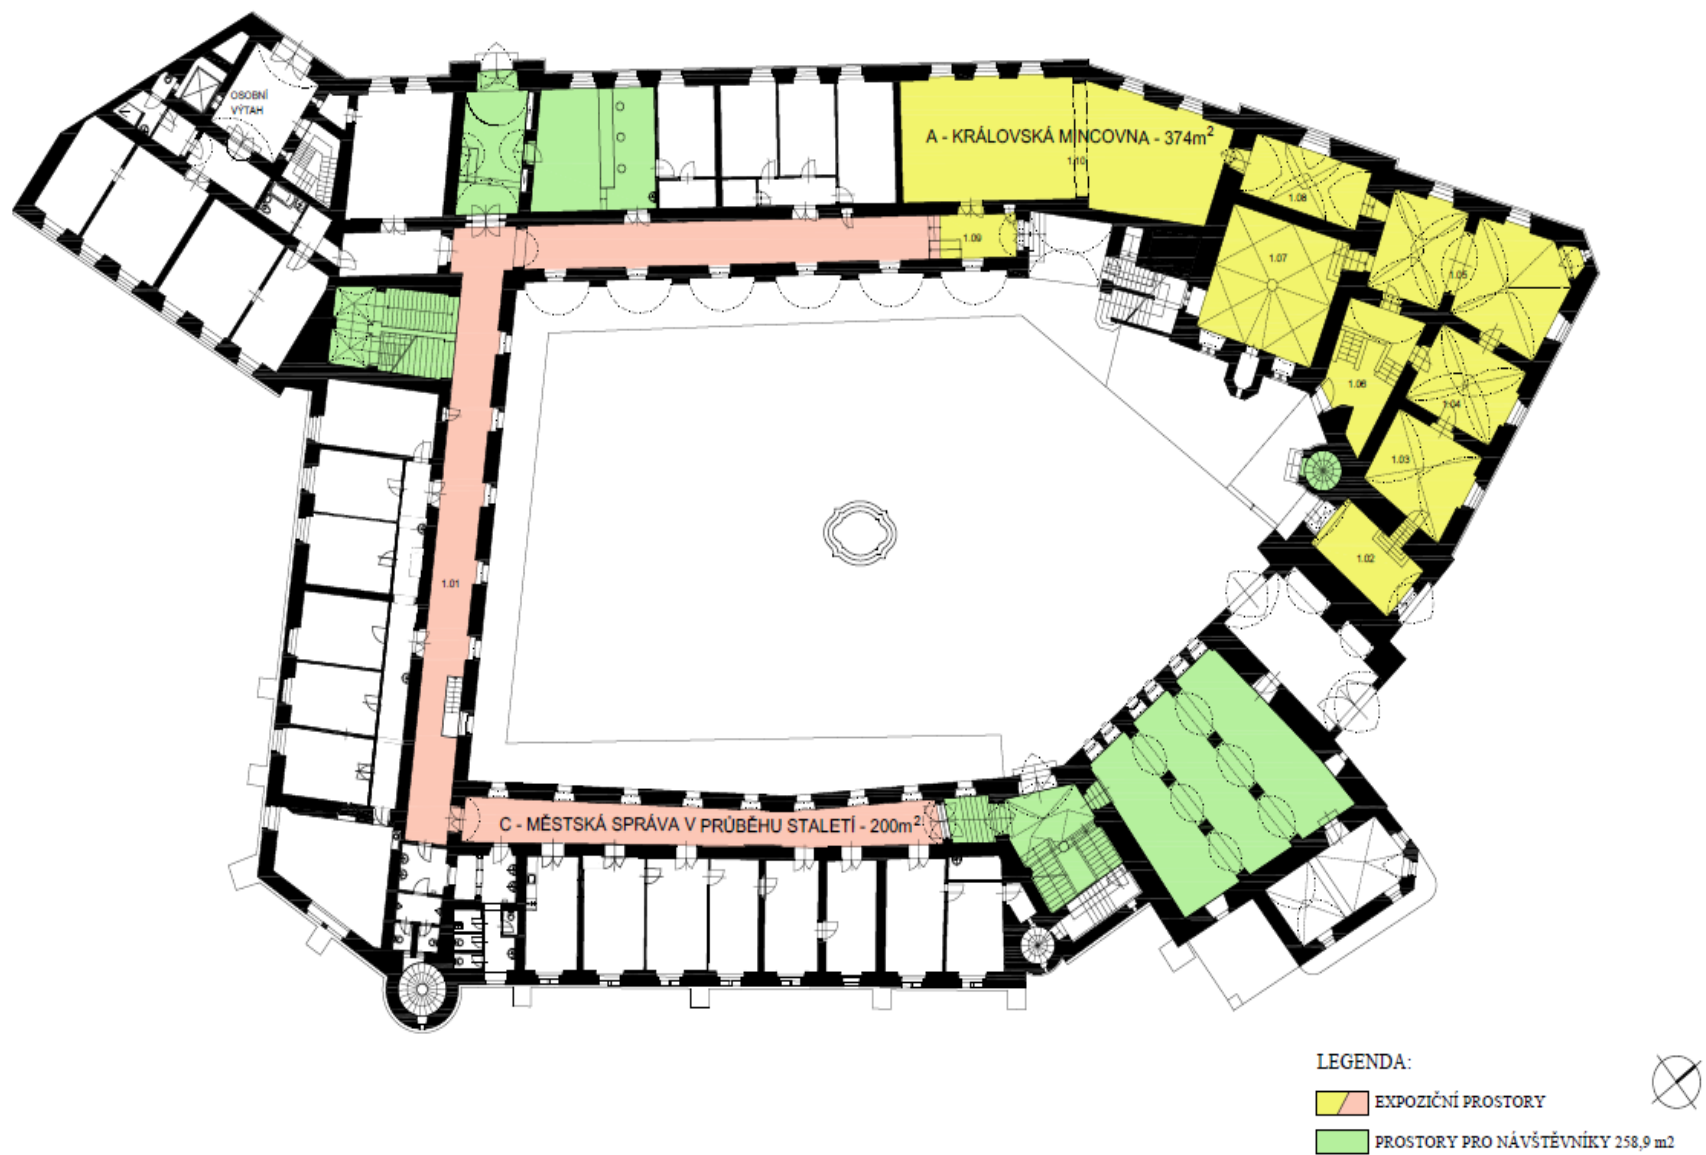 OSOBNÍ
VÝTAH
A - KRÁLOVSKÁ MINCOVNA - 374m²
1.10
1.08
1.09
1.07
1.05
1.06
1.04
1.03
1.02
1.01
C - MĚSTSKÁ SPRÁVA V PRŮBĚHU STALETÍ - 200m²
LEGENDA:
EXPOZIČNÍ PROSTORY
PROSTORY PRO NÁVŠTĚVNÍKY 258,9 m2